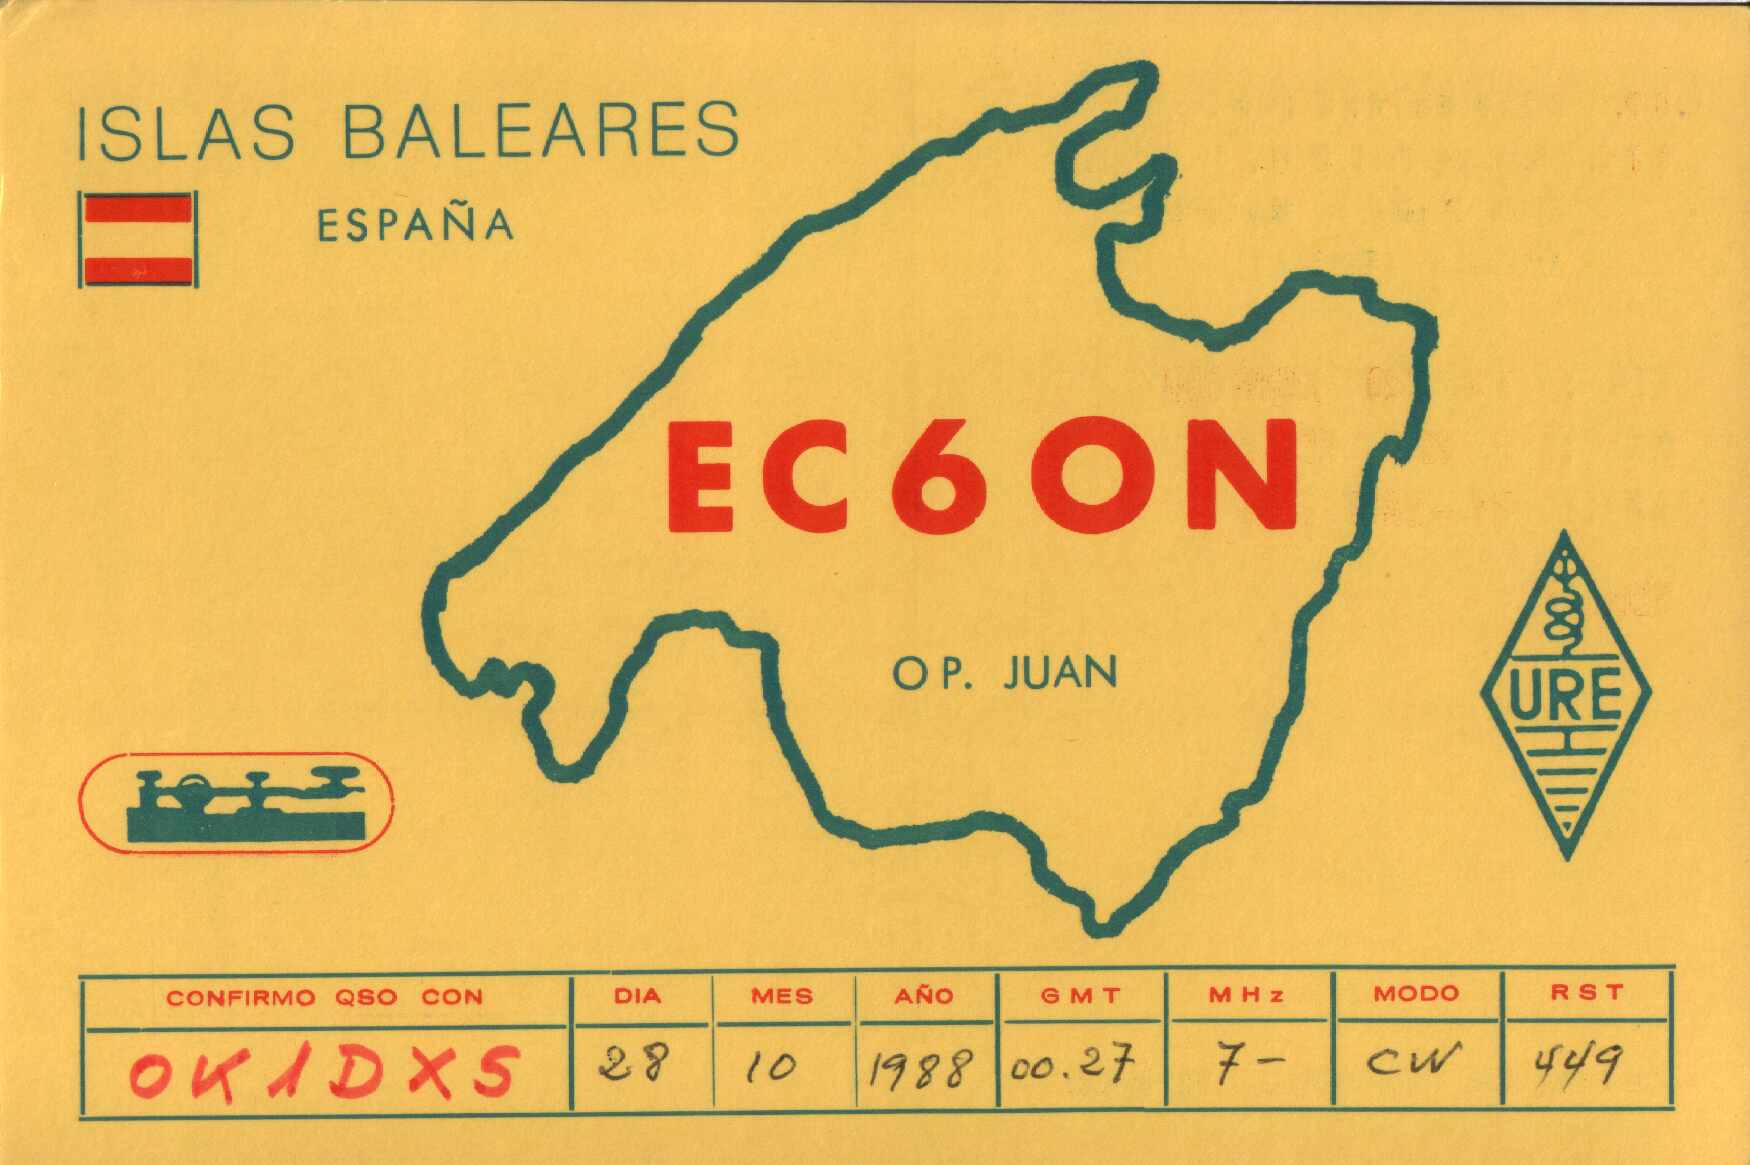 ISLAS BALEARES
ESPAÑA
EC6ON
OP. JUAN
URE
CONFIRMO QSO CON DIA MES AÑO GMT MHz MODO RST
OK1DXS 28 10 1988 00.27 7- CW 449